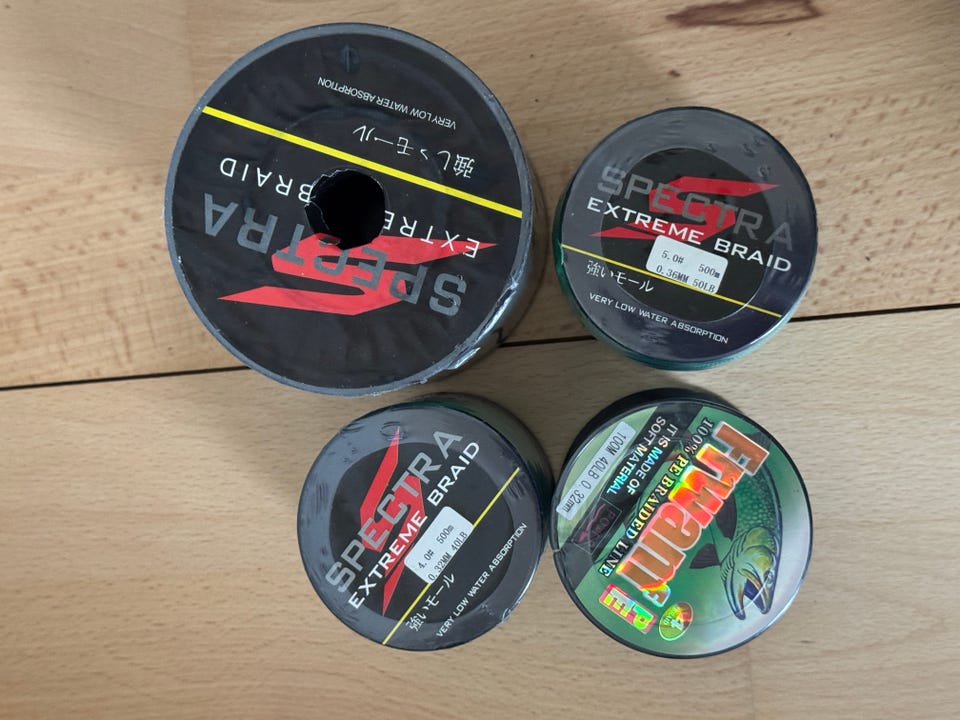 SPECTRA
EXTREME BRAID
強いモール
VERY LOW WATER ABSORPTION
SPECTRA
EXTREME BRAID
5.0# 500m
0.36MM 50LB
強いモール
VERY LOW WATER ABSORPTION
SPECTRA
EXTREME BRAID
4.0# 500m
0.32MM 40LB
強いモール
VERY LOW WATER ABSORPTION
100% PE BRAIDED LINE
IT IS MADE OF
SOFT MATERIAL
100M 40LB 0.32mm
PE